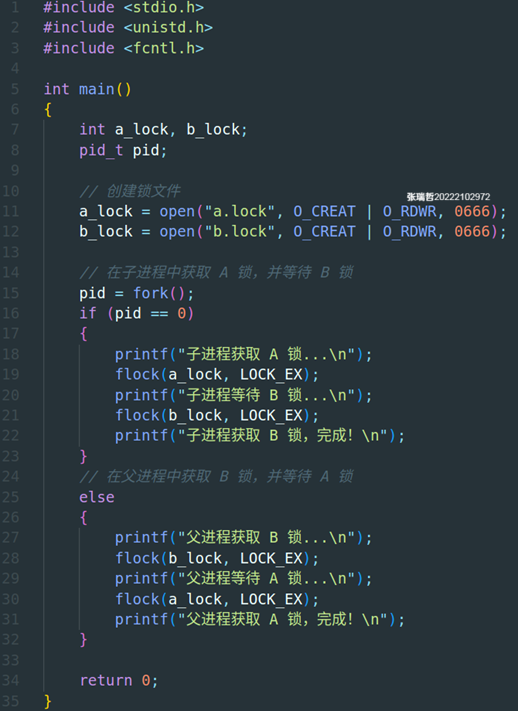 1 #include <stdio.h>
2 #include <unistd.h>
3 #include <fcntl.h>
4
5 int main()
6 {
7     int a_lock, b_lock;
8     pid_t pid;
9
10     // 创建锁文件
张瑞哲20222102972
11     a_lock = open("a.lock", O_CREAT | O_RDWR, 0666);
12     b_lock = open("b.lock", O_CREAT | O_RDWR, 0666);
13
14     // 在子进程中获取 A 锁，并等待 B 锁
15     pid = fork();
16     if (pid == 0)
17     {
18         printf("子进程获取 A 锁...\n");
19         flock(a_lock, LOCK_EX);
20         printf("子进程等待 B 锁...\n");
21         flock(b_lock, LOCK_EX);
22         printf("子进程获取 B 锁，完成！\n");
23     }
24     // 在父进程中获取 B 锁，并等待 A 锁
25     else
26     {
27         printf("父进程获取 B 锁...\n");
28         flock(b_lock, LOCK_EX);
29         printf("父进程等待 A 锁...\n");
30         flock(a_lock, LOCK_EX);
31         printf("父进程获取 A 锁，完成！\n");
32     }
33
34     return 0;
35 }